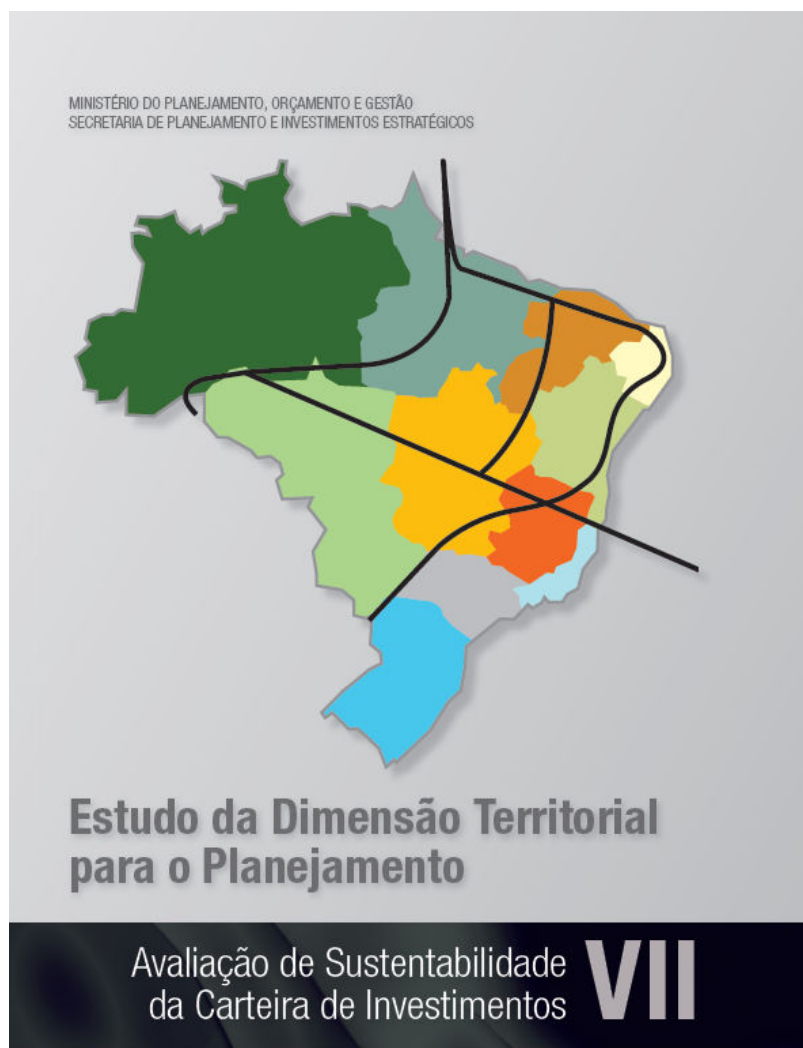 MINISTÉRIO DO PLANEJAMENTO, ORÇAMENTO E GESTÃO
SECRETARIA DE PLANEJAMENTO E INVESTIMENTOS ESTRATÉGICOS
Estudo da Dimensão Territorial
para o Planejamento
Avaliação de Sustentabilidade
da Carteira de Investimentos
VII